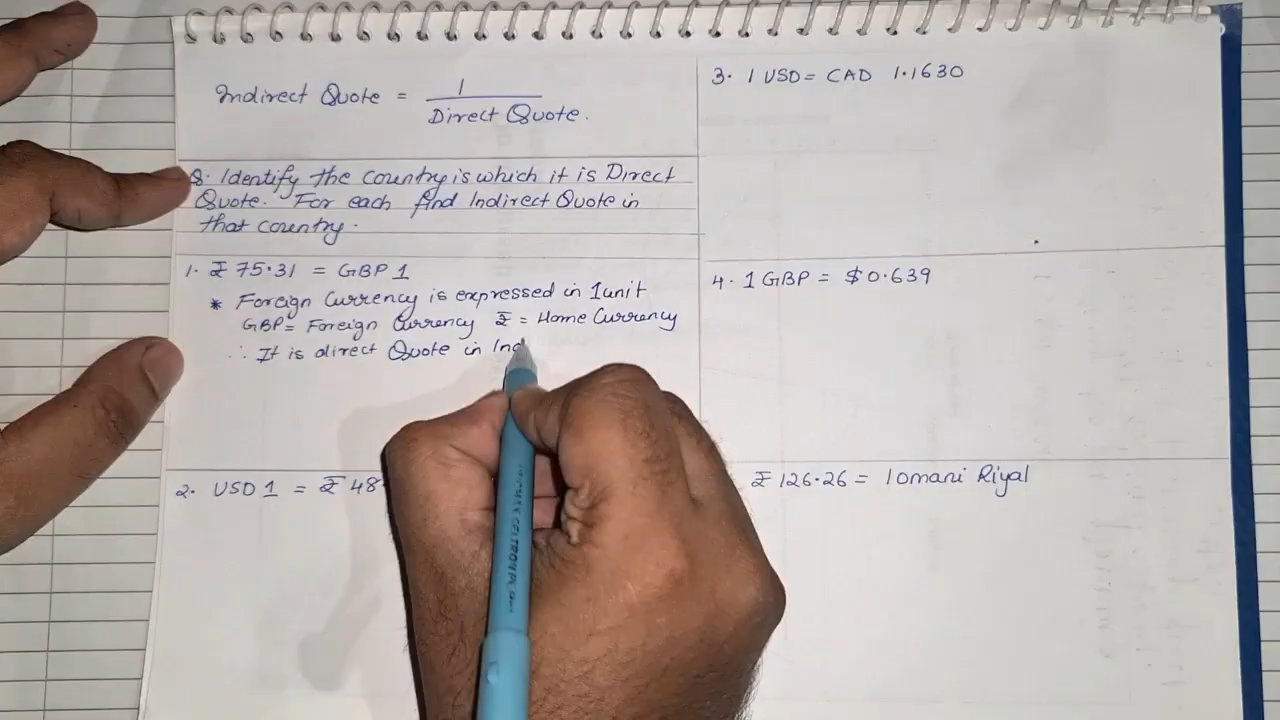 Indirect Quote = 1
Direct Quote.
Q. Identify the country is which it is Direct
Quote. For each find Indirect Quote in
that country.
1. ₹ 75.31 = GBP 1
* Foreign Currency is expressed in 1 unit
GBP = Foreign Currency ₹ = Home Currency
∴ It is direct Quote in Ind
2. USD 1 = ₹ 48
3. 1 USD = CAD 1.1630
4. 1 GBP = $ 0.639
₹ 126.26 = 1 omani Riyal